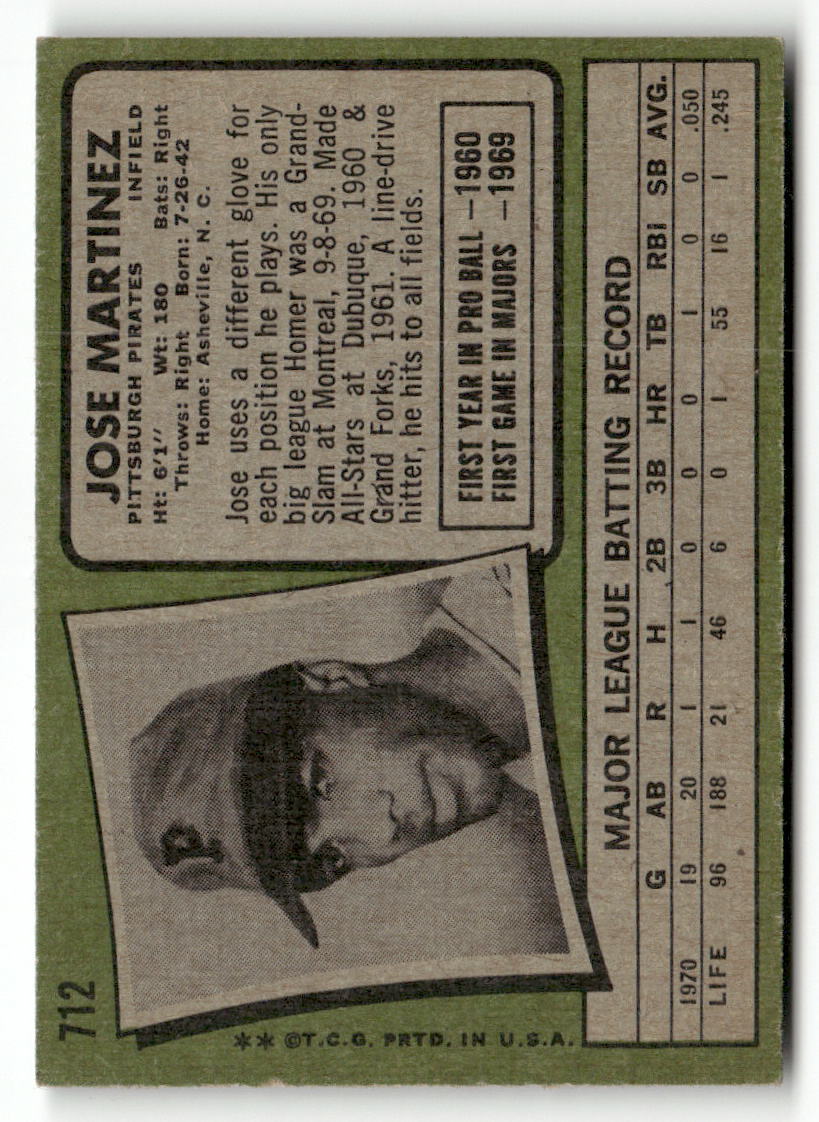 712
JOSE MARTINEZ
PITTSBURGH PIRATES INFIELD
Ht: 6'1" Wt: 180 Bats: Right
Throws: Right Born: 7-26-42
Home: Asheville, N. C.
Jose uses a different glove for
each position he plays. His only
big league Homer was a Grand-
Slam at Montreal, 9-8-69. Made
All-Stars at Dubuque, 1960 &
Grand Forks, 1961. A line-drive
hitter, he hits to all fields.
FIRST YEAR IN PRO BALL —1960
FIRST GAME IN MAJORS —1969
P
** ©T.C.G. PRTD. IN U.S.A.
MAJOR LEAGUE BATTING RECORD
G AB R H 2B 3B HR TB RBI SB AVG.
1970 19 20 1 1 0 0 0 1 0 0 .050
LIFE 96 188 21 46 6 0 1 55 16 1 .245